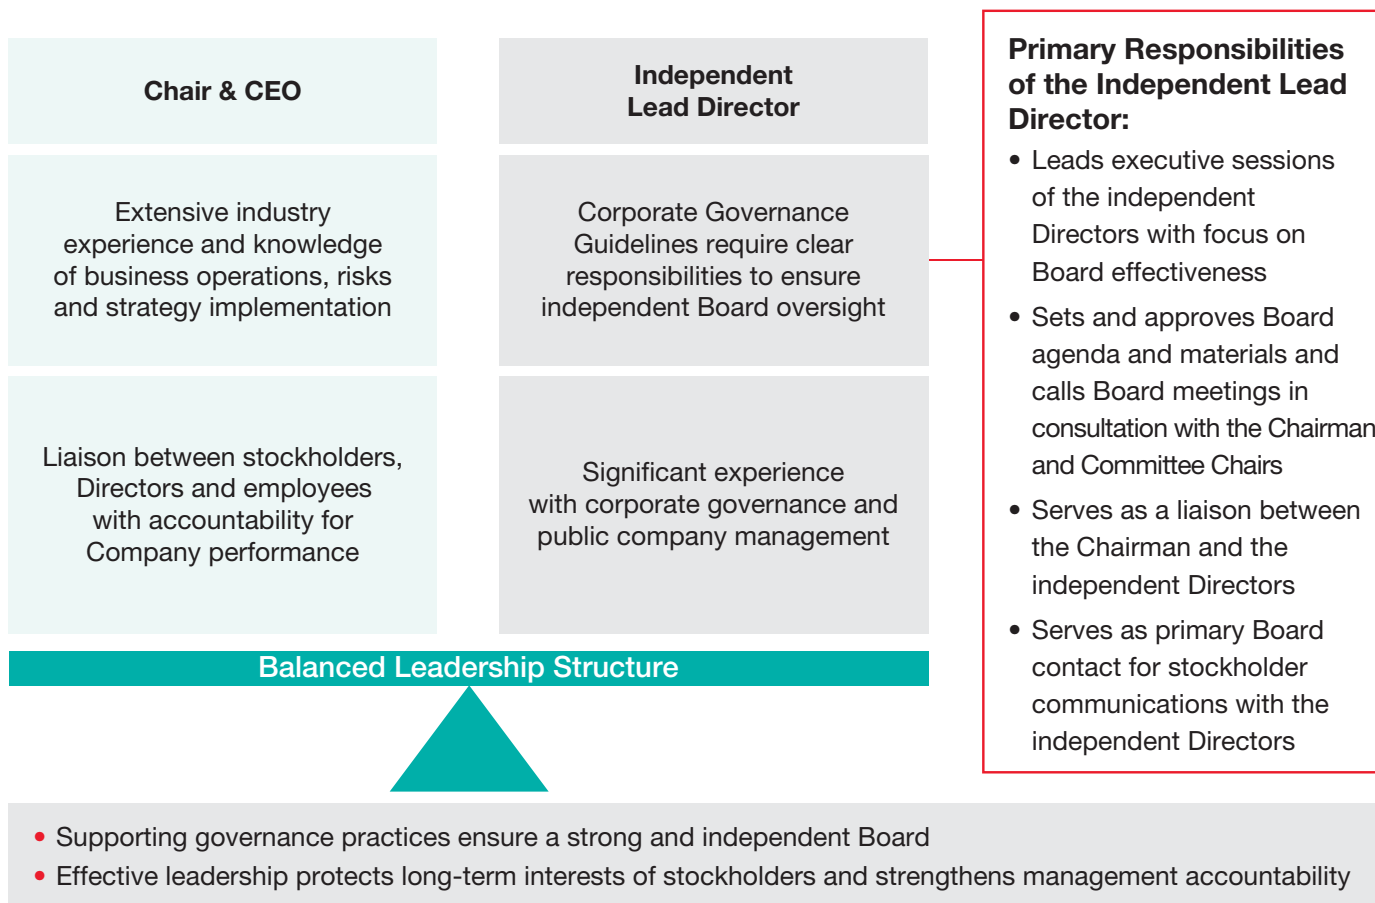 Chair & CEO
Extensive industry
experience and knowledge
of business operations, risks
and strategy implementation
Liaison between stockholders,
Directors and employees
with accountability for
Company performance
Independent
Lead Director
Corporate Governance
Guidelines require clear
responsibilities to ensure
independent Board oversight
Significant experience
with corporate governance and
public company management
Balanced Leadership Structure
Primary Responsibilities
of the Independent Lead
Director:
• Leads executive sessions
of the independent
Directors with focus on
Board effectiveness
• Sets and approves Board
agenda and materials and
calls Board meetings in
consultation with the Chairman
and Committee Chairs
• Serves as a liaison between
the Chairman and the
independent Directors
• Serves as primary Board
contact for stockholder
communications with the
independent Directors
• Supporting governance practices ensure a strong and independent Board
• Effective leadership protects long-term interests of stockholders and strengthens management accountability